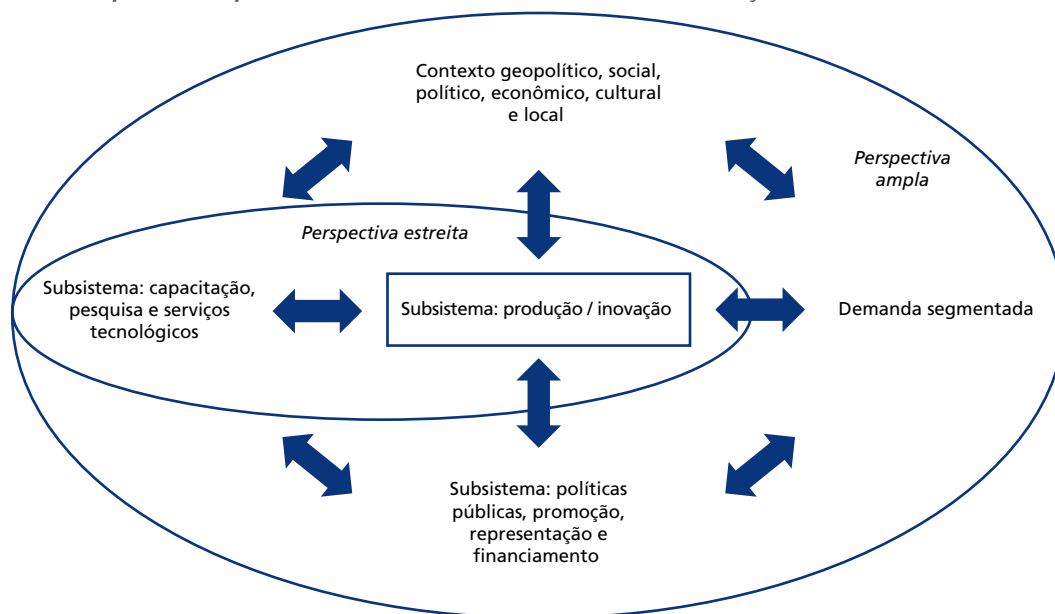 Contexto geopolítico, social,
político, econômico, cultural
e local
Perspectiva
ampla
Perspectiva estreita
Subsistema: capacitação,
pesquisa e serviços
tecnológicos
Subsistema: produção / inovação
Demanda segmentada
Subsistema: políticas
públicas, promoção,
representação e
financiamento